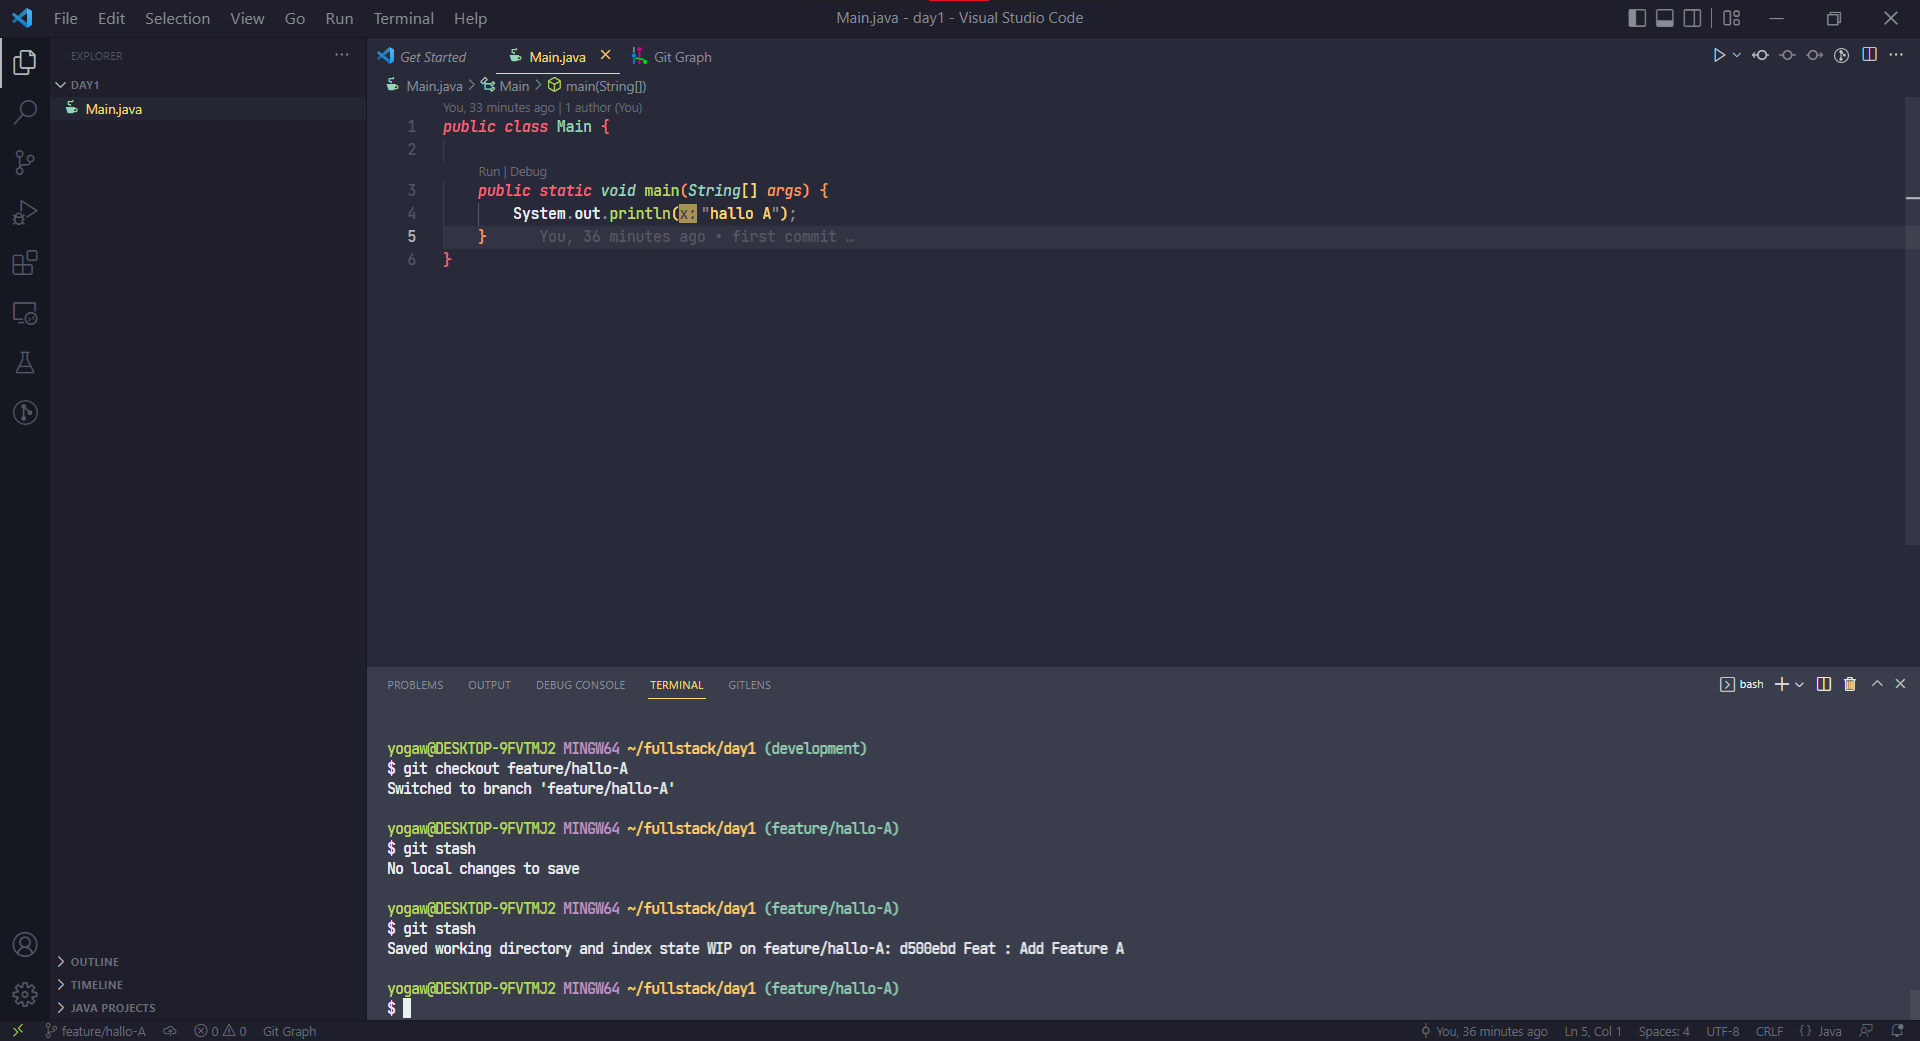 File Edit Selection View Go Run Terminal Help
Main.java - day1 - Visual Studio Code
EXPLORER
DAY1
Main.java
OUTLINE
TIMELINE
JAVA PROJECTS
Get Started
Main.java
Git Graph
Main.java > Main > main(String[])
You, 33 minutes ago | 1 author (You)
1 public class Main {
2
Run | Debug
3 public static void main(String[] args) {
4 System.out.println(x: "hallo A");
5 } You, 36 minutes ago • first commit …
6 }
PROBLEMS OUTPUT DEBUG CONSOLE TERMINAL GITLENS
bash
yogaw@DESKTOP-9FVTMJ2 MINGW64 ~/fullstack/day1 (development)
$ git checkout feature/hallo-A
Switched to branch 'feature/hallo-A'
yogaw@DESKTOP-9FVTMJ2 MINGW64 ~/fullstack/day1 (feature/hallo-A)
$ git stash
No local changes to save
yogaw@DESKTOP-9FVTMJ2 MINGW64 ~/fullstack/day1 (feature/hallo-A)
$ git stash
Saved working directory and index state WIP on feature/hallo-A: d500ebd Feat : Add Feature A
yogaw@DESKTOP-9FVTMJ2 MINGW64 ~/fullstack/day1 (feature/hallo-A)
$
feature/hallo-A 0 0 Git Graph
You, 36 minutes ago Ln 5, Col 1 Spaces: 4 UTF-8 CRLF {} Java